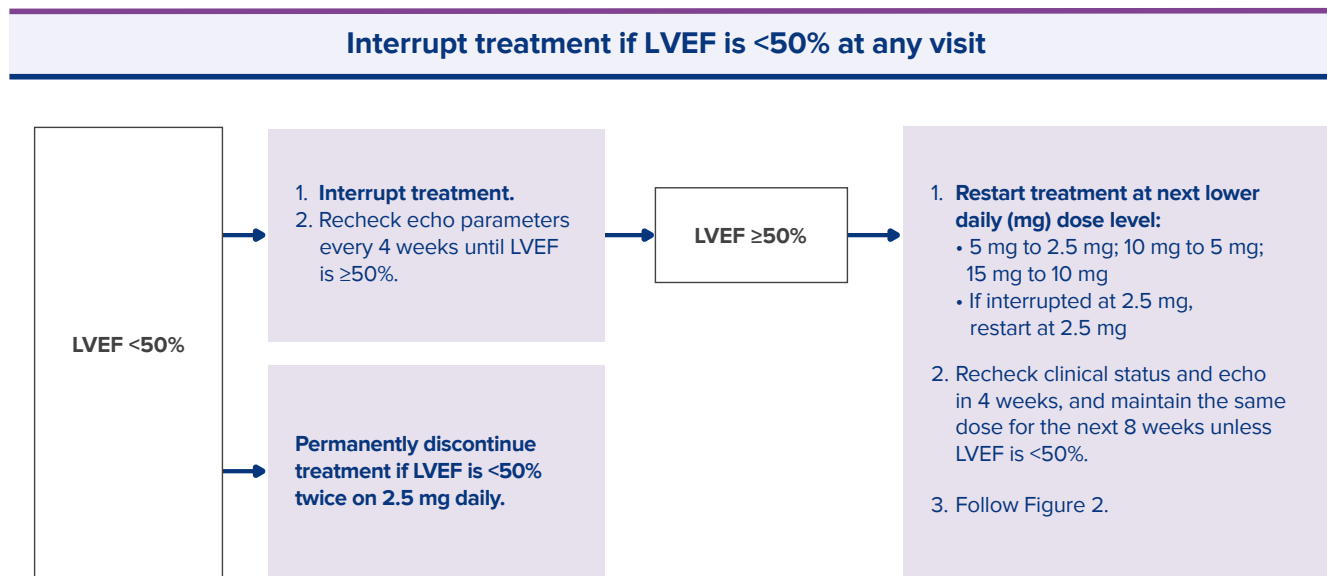 Interrupt treatment if LVEF is <50% at any visit
LVEF <50%
1. Interrupt treatment.
2. Recheck echo parameters
every 4 weeks until LVEF
is ≥50%.
Permanently discontinue
treatment if LVEF is <50%
twice on 2.5 mg daily.
LVEF ≥50%
1. Restart treatment at next lower
daily (mg) dose level:
• 5 mg to 2.5 mg; 10 mg to 5 mg;
15 mg to 10 mg
• If interrupted at 2.5 mg,
restart at 2.5 mg
2. Recheck clinical status and echo
in 4 weeks, and maintain the same
dose for the next 8 weeks unless
LVEF is <50%.
3. Follow Figure 2.